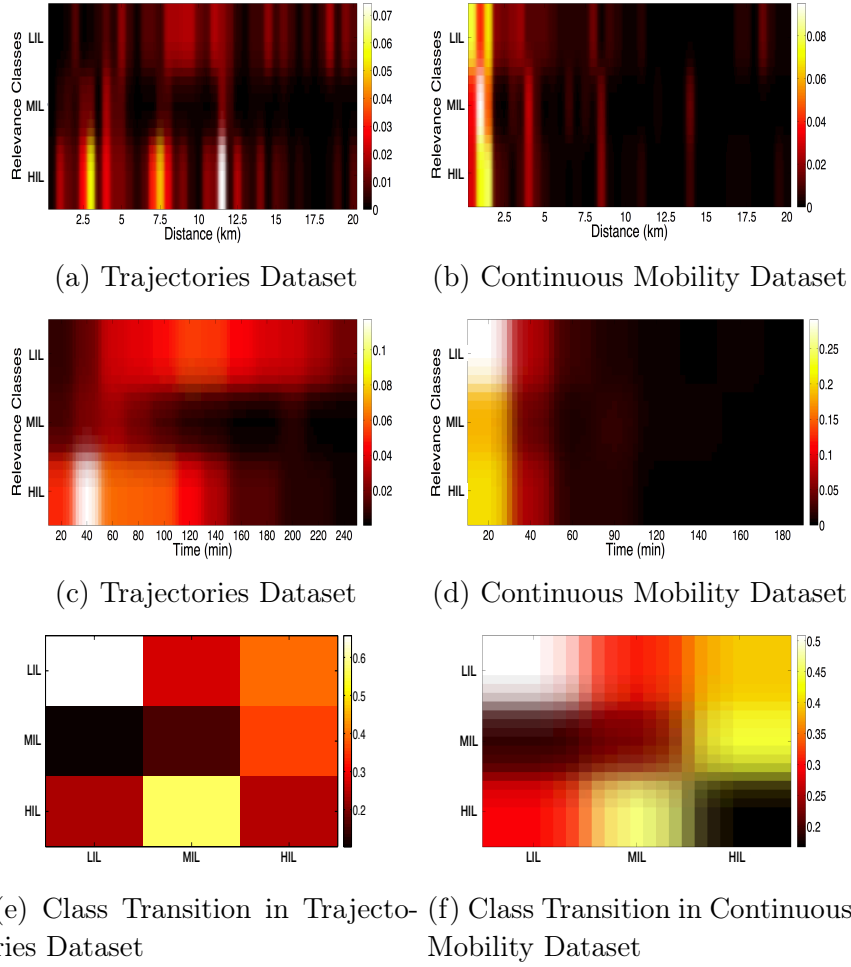 Relevance Classes
LIL
MIL
HIL
2.5 5 7.5 10 12.5 15 17.5 20
Distance (km)
0.07
0.06
0.05
0.04
0.03
0.02
0.01
0
(a) Trajectories Dataset
Relevance Classes
LIL
MIL
HIL
2.5 5 7.5 10 12.5 15 17.5 20
Distance (km)
0.08
0.06
0.04
0.02
0
(b) Continuous Mobility Dataset
Relevance Classes
LIL
MIL
HIL
20 40 60 80 100 120 140 160 180 200 220 240
Time (min)
0.1
0.08
0.06
0.04
0.02
(c) Trajectories Dataset
Relevance Classes
LIL
MIL
HIL
20 40 60 90 120 160 180
Time (min)
0.25
0.2
0.15
0.1
0.05
0
(d) Continuous Mobility Dataset
LIL
MIL
HIL
LIL MIL HIL
0.6
0.5
0.4
0.3
0.2
(e) Class Transition in Trajecto-
ries Dataset
LIL
MIL
HIL
LIL MIL HIL
0.5
0.45
0.4
0.35
0.3
0.25
0.2
(f) Class Transition in Continuous
Mobility Dataset